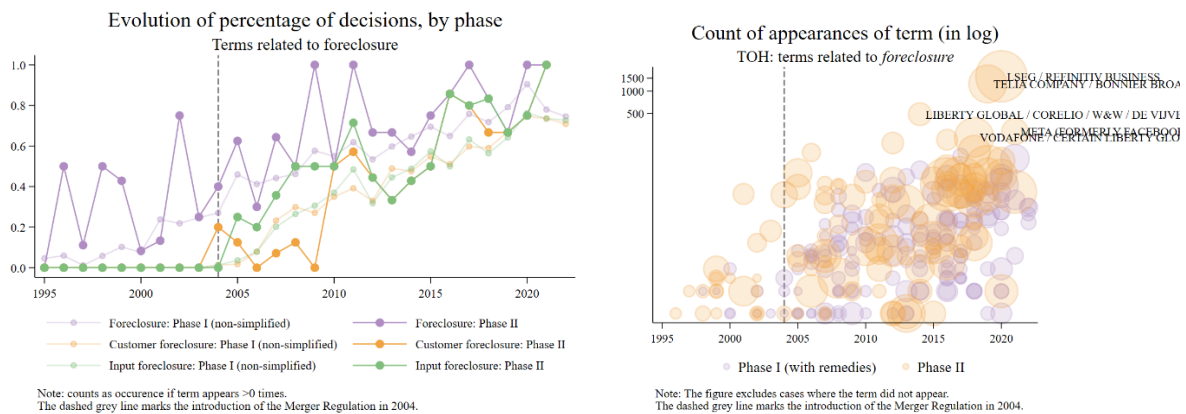 Evolution of percentage of decisions, by phase
Terms related to foreclosure
1.0
0.8
0.6
0.4
0.2
0.0
1995
2000
2005
2010
2015
2020
Foreclosure: Phase I (non-simplified)
Foreclosure: Phase II
Customer foreclosure: Phase I (non-simplified)
Customer foreclosure: Phase II
Input foreclosure: Phase I (non-simplified)
Input foreclosure: Phase II
Note: counts as occurence if term appears >0 times.
The dashed grey line marks the introduction of the Merger Regulation in 2004.
Count of appearances of term (in log)
TOH: terms related to foreclosure
1500
1000
500
LSEG / REFINITIV BUSINESS
TELIA COMPANY / BONNIER BROA
LIBERTY GLOBAL / CORELIO / W&W / DE VIJVE
META (FORMERLY FACEBOOK
VODAFONE / CERTAIN LIBERTY GLO
1995
2000
2005
2010
2015
2020
Phase I (with remedies)
Phase II
Note: The figure excludes cases where the term did not appear.
The dashed grey line marks the introduction of the Merger Regulation in 2004.